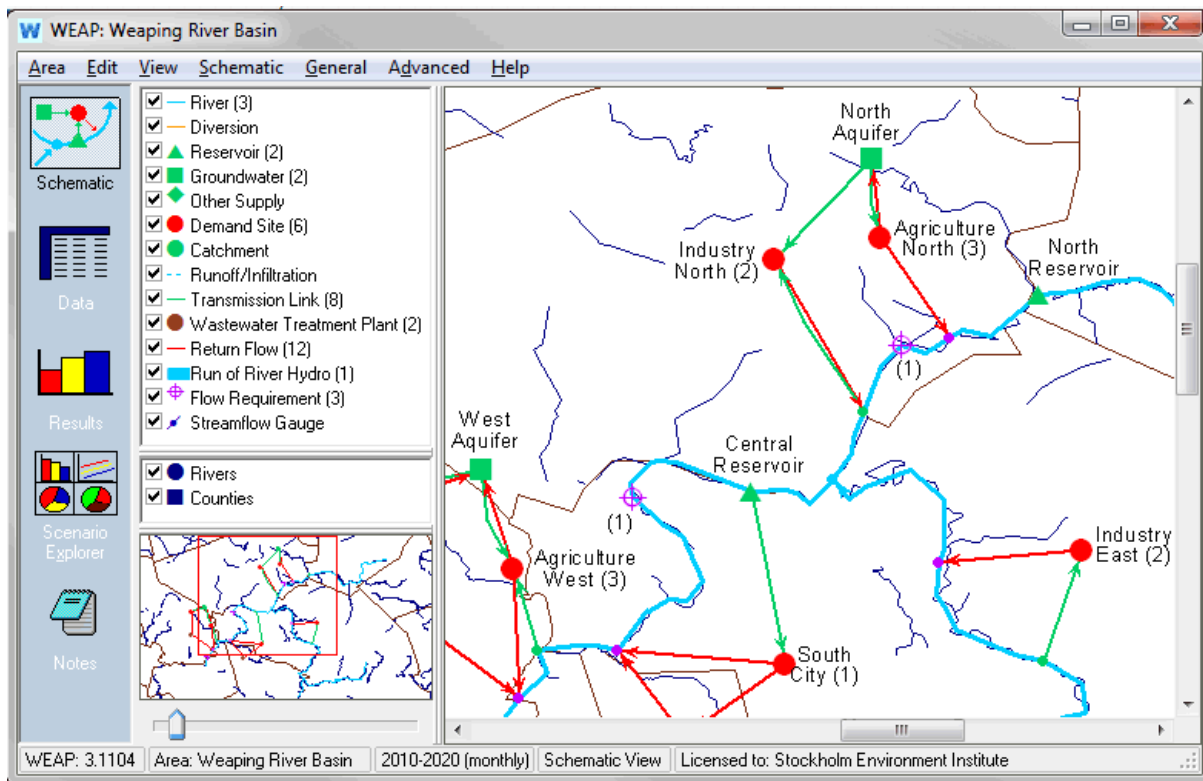 WEAP: Weaping River Basin
Area Edit View Schematic General Advanced Help
Schematic
Data
Results
Scenario
Explorer
Notes
River (3)
Diversion
Reservoir (2)
Groundwater (2)
Other Supply
Demand Site (6)
Catchment
Runoff/Infiltration
Transmission Link (8)
Wastewater Treatment Plant (2)
Return Flow (12)
Run of River Hydro (1)
Flow Requirement (3)
Streamflow Gauge
Rivers
Counties
North
Aquifer
Industry
North (2)
Agriculture
North (3)
North
Reservoir
(1)
West
Aquifer
Central
Reservoir
(1)
Agriculture
West (3)
Industry
East (2)
South
City (1)
WEAP: 3.1104 Area: Weaping River Basin 2010-2020 (monthly) Schematic View Licensed to: Stockholm Environment Institute